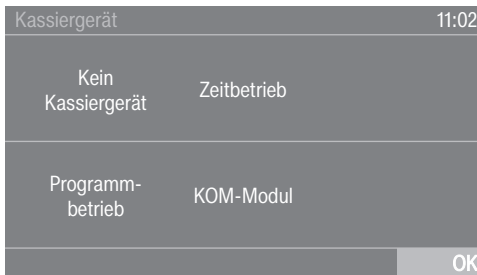 Kassiergerät 11:02
Kein
Kassiergerät
Zeitbetrieb
Programm-
betrieb
KOM-Modul
OK